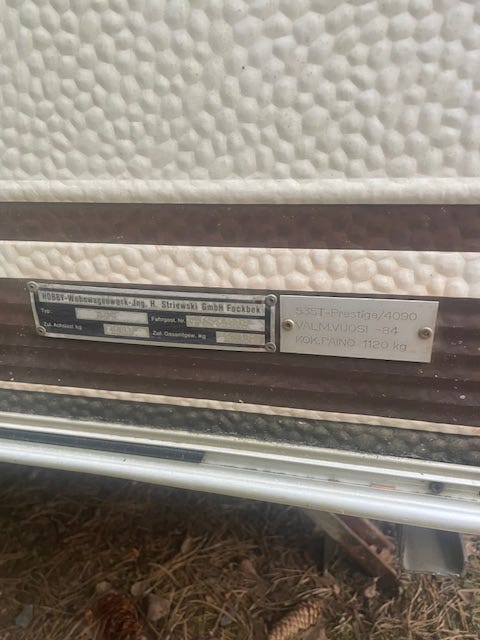 HOBBY-Wohnwagenwerk-Jng. H. Striewski GmbH Fockbek
Typ: Fahrgest. Nr.
Zul. Achslast kg Zul. Gesamtgew. kg
535T-Prestige/4090
VALM.VUOSI -84
KOK.PAINO 1120 kg